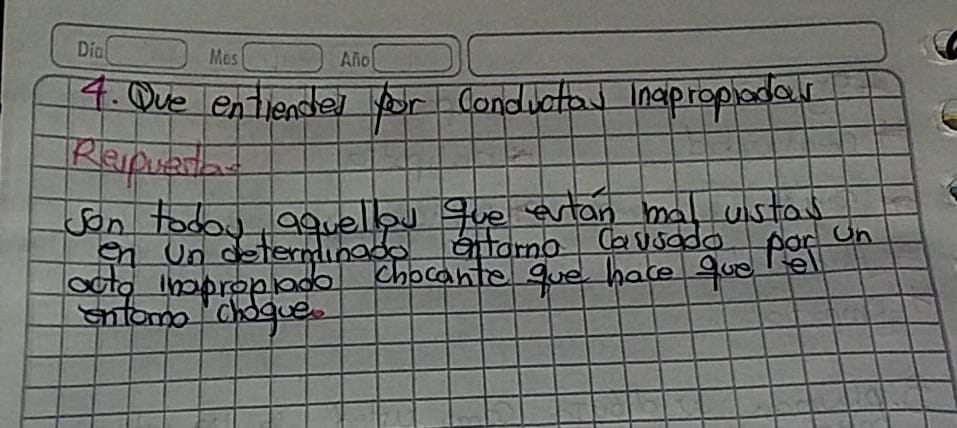 Día Mes Año
4. Que entiendes por Conductas inapropiadas
Respuesta
son todas aquellas que están mal vistas
en un determinado entorno causado por un
acto inapropiado chocante que hace que el
entorno choque.